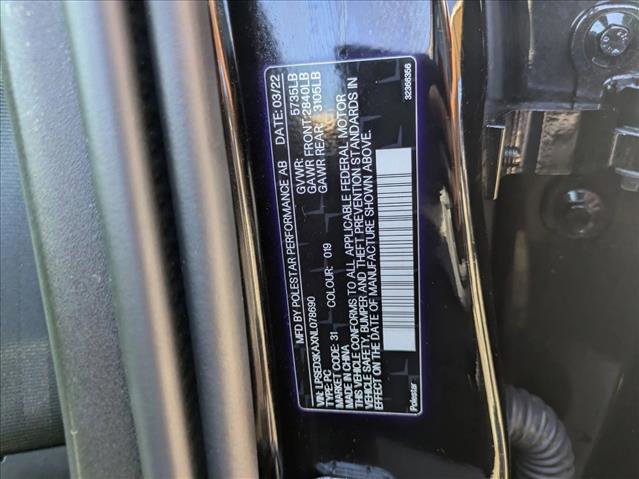 MFD BY POLESTAR PERFORMANCE AB DATE: 03/22
VIN: LPSED3KAXNL078690 GVWR: 5735LB
TYPE: PC GAWR FRONT: 2840LB
MARKET CODE: 31 COLOUR: 019 GAWR REAR: 3105LB
MADE IN CHINA
THIS VEHICLE CONFORMS TO ALL APPLICABLE FEDERAL MOTOR
VEHICLE SAFETY, BUMPER AND THEFT PREVENTION STANDARDS IN
EFFECT ON THE DATE OF MANUFACTURE SHOWN ABOVE.
Polestar 32366356